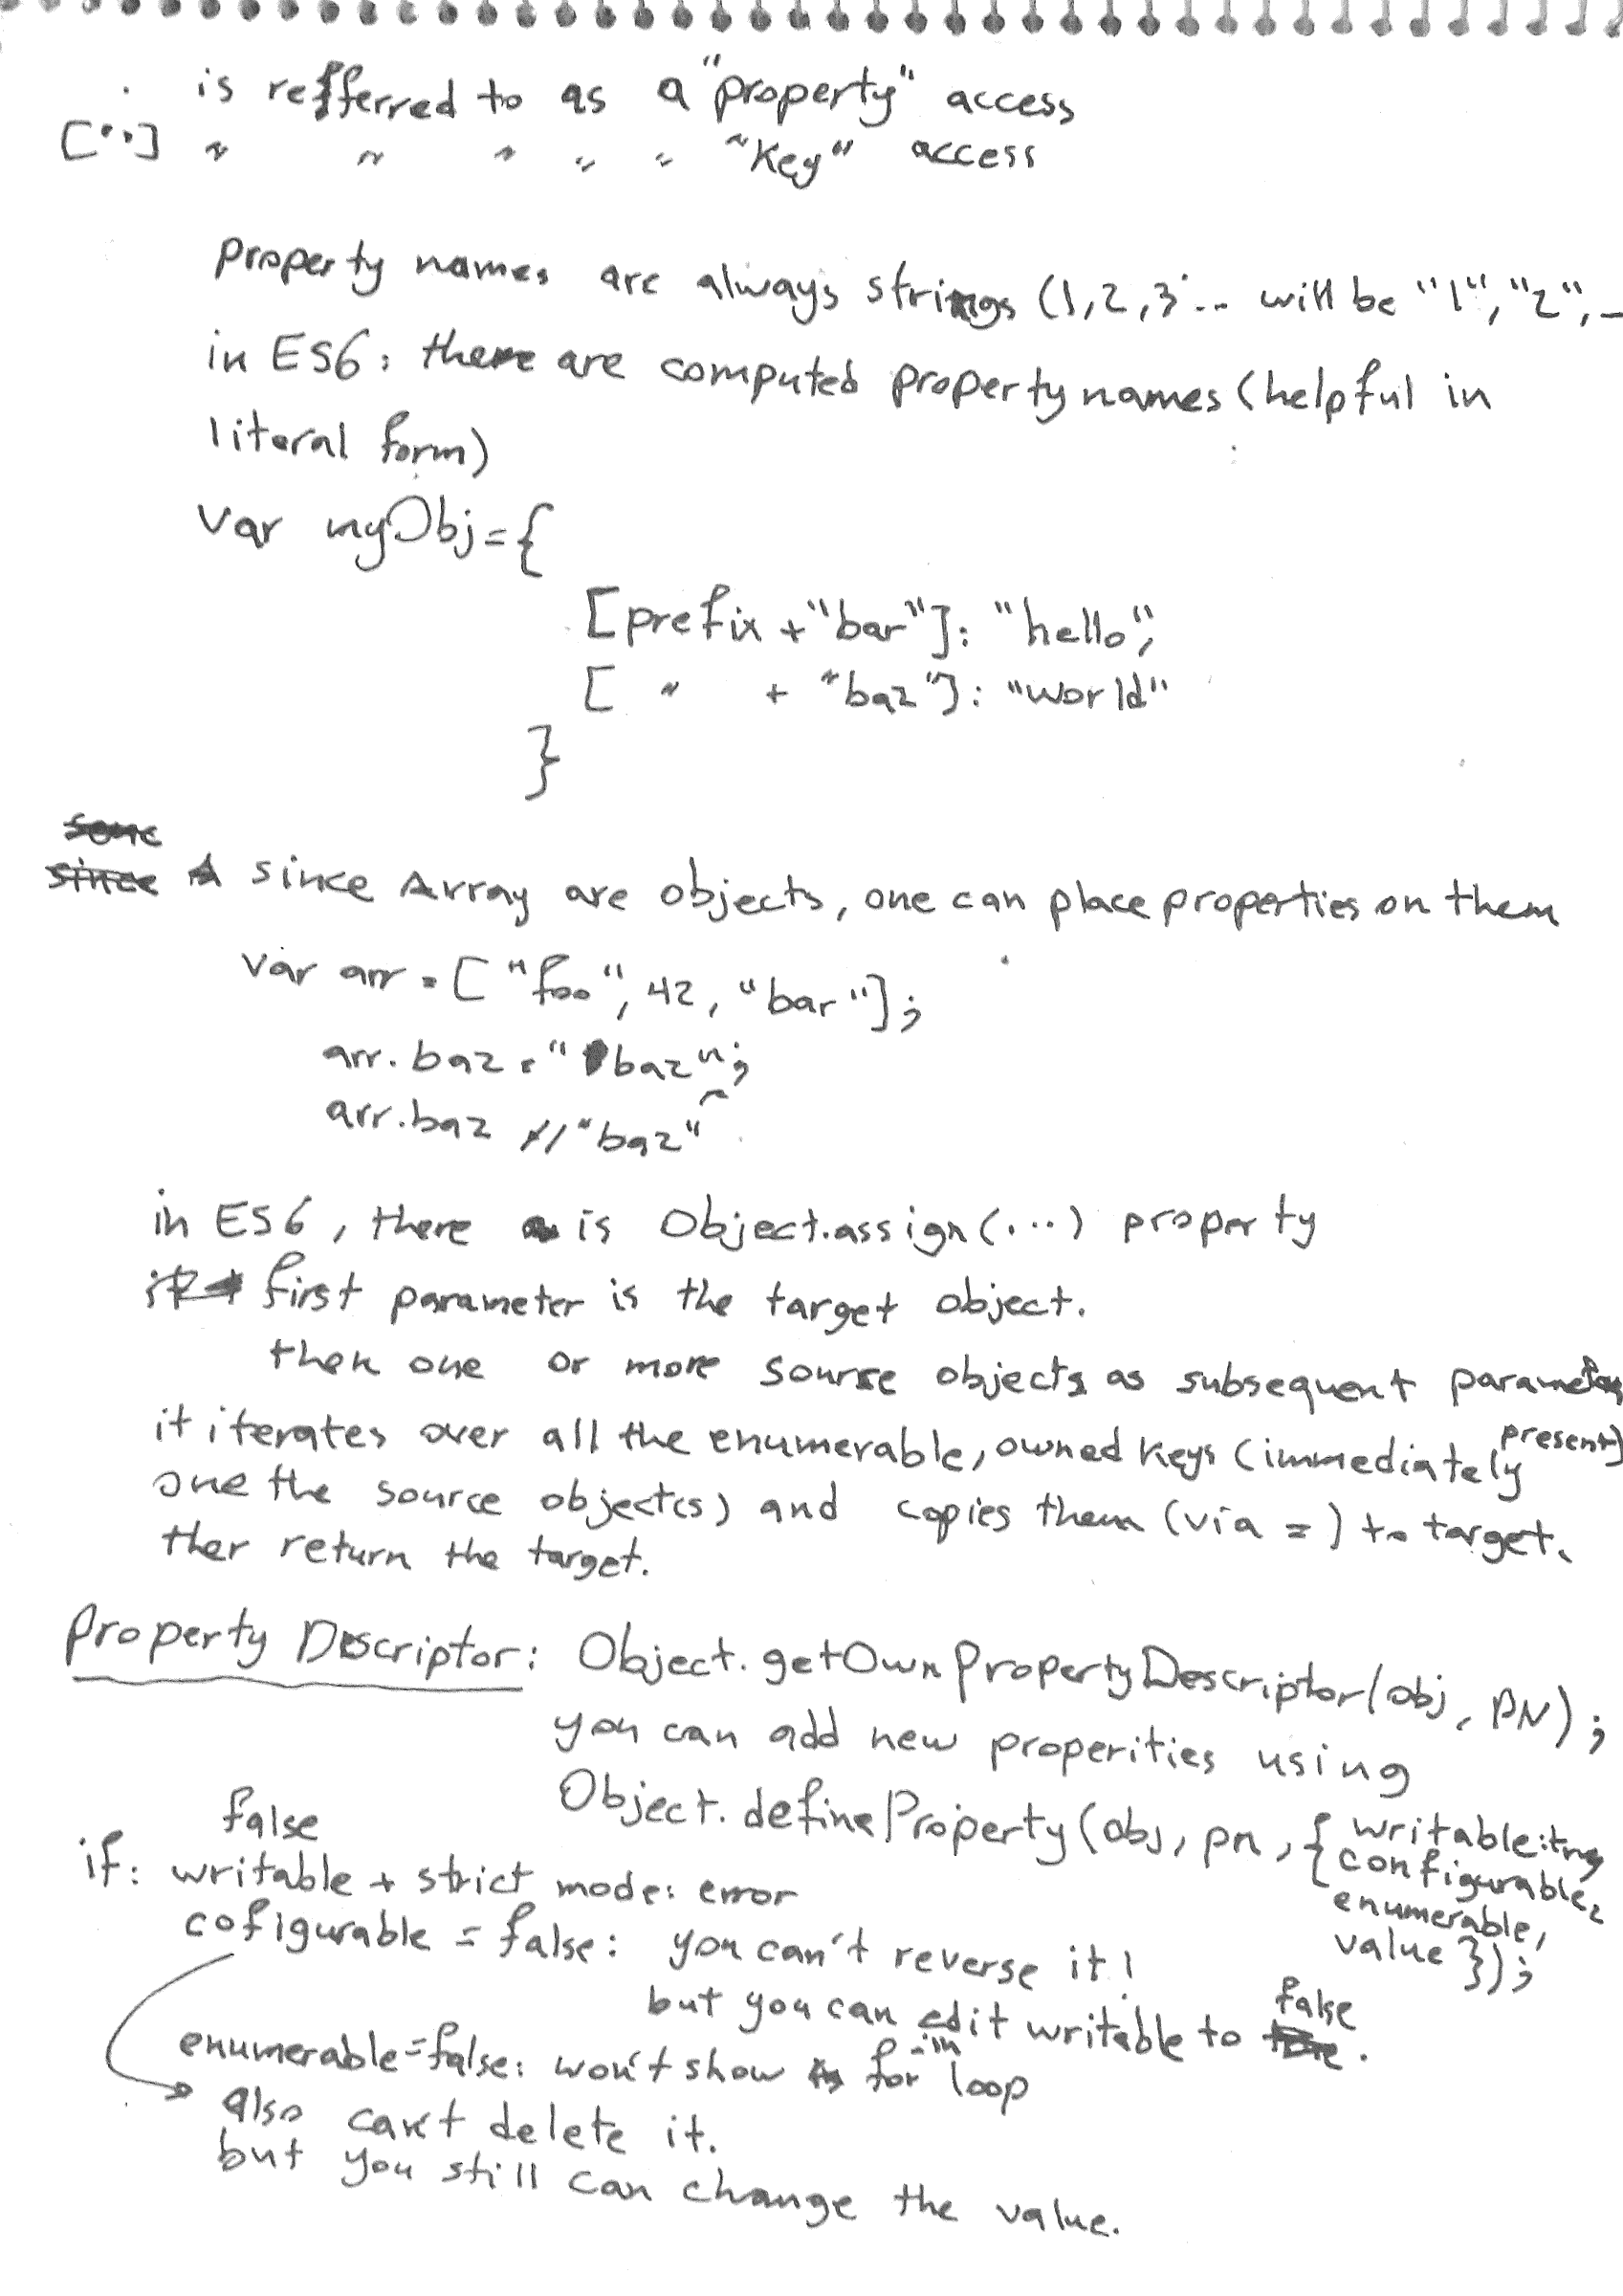 . is refferred to as a "property" access
[".."] " " " " " "Key" access
Property names are always strings (1,2,3... will be "1","2",..
in ES6: there are computed property names (helpful in
literal form)
var myObj={
[prefix + "bar"]: "hello",
[ " + "baz"]: "world"
}
some
since A since Array are objects, one can place properties on them
var arr = ["foo", 42, "bar"];
arr.baz = "baz";
arr.baz // "baz"
in ES6, there is Object.assign(...) property
first parameter is the target object.
then one or more source objects as subsequent parameters
it iterates over all the enumerable, owned keys (immediately present)
one the source object(s) and copies them (via =) to target.
ther return the target.
Property Descriptor: Object.getOwnPropertyDescriptor(obj, PN);
you can add new properities using
Object.defineProperty(obj, pn, { writable:true,
configurable,
enumerable,
value });
false
if: writable + strict mode: error
cofigurable = false: you can't reverse it!
but you can edit writable to false.
enumerable=false: won't show for-in loop
also can't delete it.
but you still can change the value.